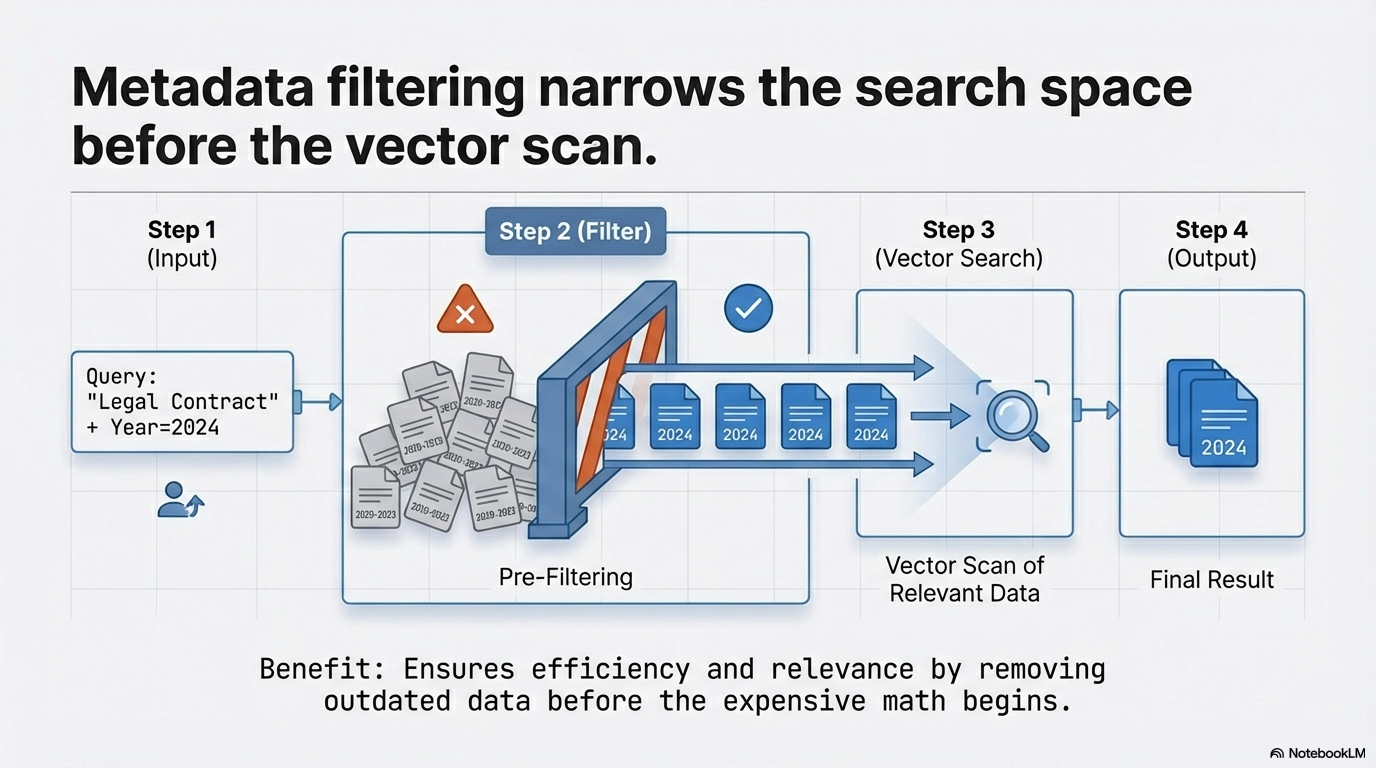 Metadata filtering narrows the search space
before the vector scan.
Step 1
(Input)
Query:
"Legal Contract"
+ Year=2024
Step 2 (Filter)
2020-2023
2024
2024
2024
2024
Pre-Filtering
Step 3
(Vector Search)
Vector Scan of
Relevant Data
Step 4
(Output)
2024
Final Result
Benefit: Ensures efficiency and relevance by removing
outdated data before the expensive math begins.
NotebookLM